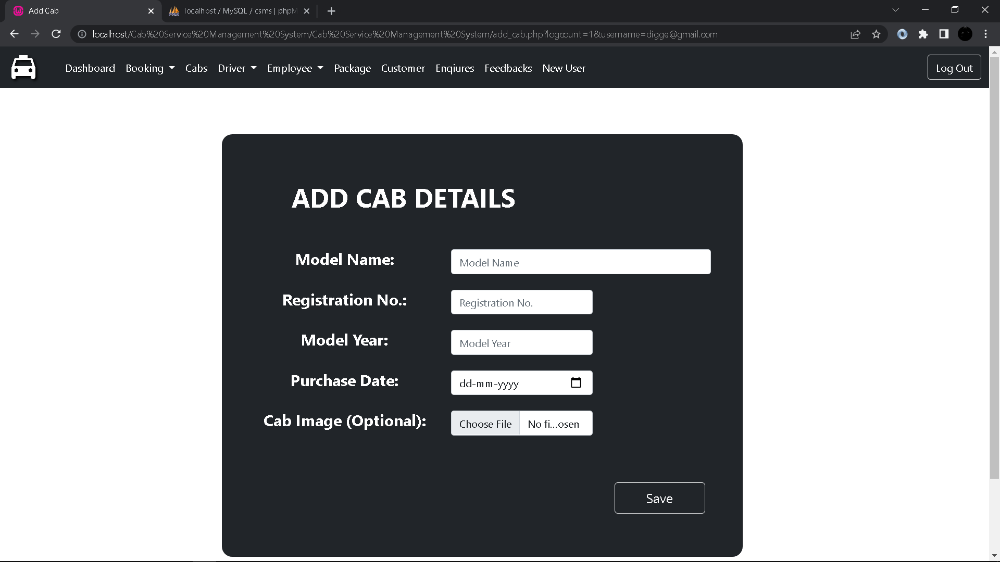 Add Cab
localhost / MySQL / csms | phpM
localhost/Cab%20Service%20Management%20System/Cab%20Service%20Management%20System/add_cab.php?logcount=1&username=digge@gmail.com
Dashboard Booking Cabs Driver Employee Package Customer Enqiures Feedbacks New User Log Out
ADD CAB DETAILS
Model Name: Model Name
Registration No.: Registration No.
Model Year: Model Year
Purchase Date: dd-mm-yyyy
Cab Image (Optional): Choose File No fi...osen
Save